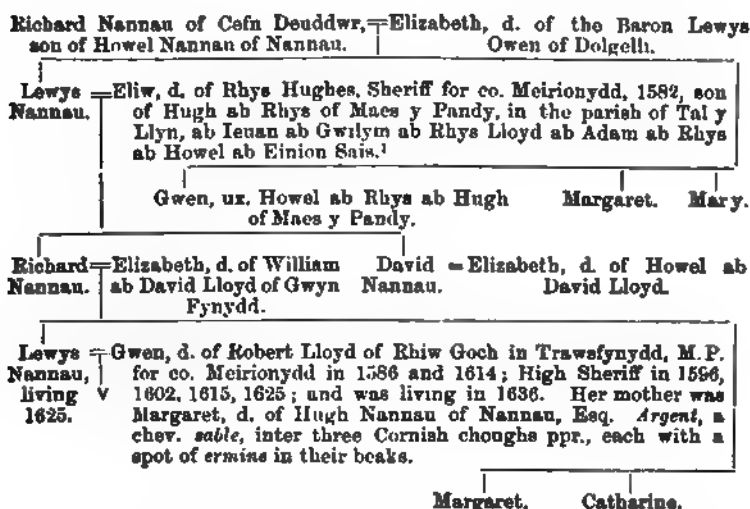 Richard Nannau of Cefn Deuddwr, Elizabeth, d. of the Baron Lewys
son of Howel Nannau of Nannau. Owen of Dolgelli.
Lewys Eliw, d. of Rhys Hughes, Sheriff for co. Meirionydd, 1582, son
Nannau. of Hugh ab Rhys of Maes y Pandy, in the parish of Tal y
Llyn, ab Ieuan ab Gwilym ab Rhys Lloyd ab Adam ab Rhys
ab Howel ab Einion Sais.¹
Gwen, ux. Howel ab Rhys ab Hugh Margaret. Mary.
of Maes y Pandy.
Richard Elizabeth, d. of William David Elizabeth, d. of Howel ab
Nannau. ab David Lloyd of Gwyn Nannau. David Lloyd.
Fynydd.
Lewys Gwen, d. of Robert Lloyd of Rhiw Goch in Trawsfynydd, M.P.
Nannau, for co. Meirionydd in 1586 and 1614; High Sheriff in 1596,
living 1602, 1615, 1625; and was living in 1636. Her mother was
1625. Margaret, d. of Hugh Nannau of Nannau, Esq. Argent, a
chev. sable, inter three Cornish choughs ppr., each with a
spot of ermine in their beaks.
Margaret. Catharine.